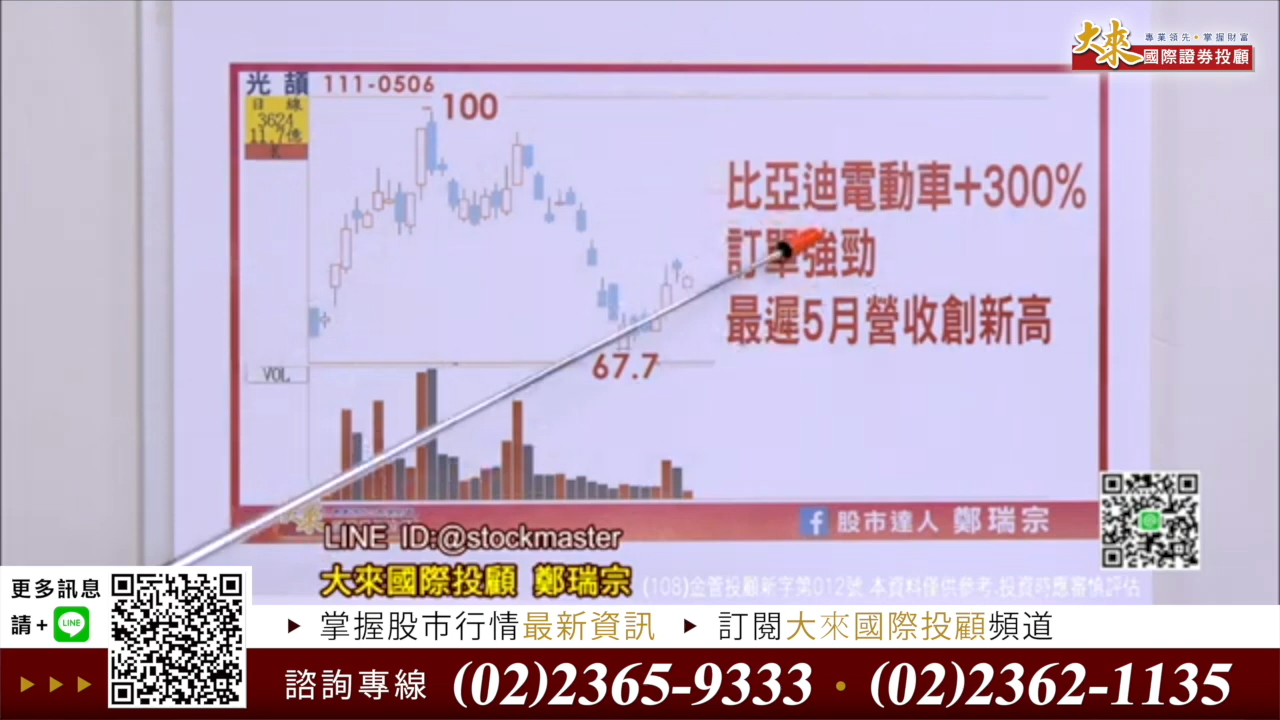 大來
專業領先・掌握財富
國際證券投顧
光頡 111-0506
日線
3624
11.7億
100
比亞迪電動車+300%
訂單強勁
最遲5月營收創新高
67.7
VOL
股市達人 鄭瑞宗
LINE ID:@stockmaster
大來國際投顧 鄭瑞宗
(108)金管投顧新字第012號 本資料僅供參考,投資時應審慎評估
更多訊息
請+
LINE
掌握股市行情最新資訊 訂閱大來國際投顧頻道
諮詢專線 (02)2365-9333・(02)2362-1135